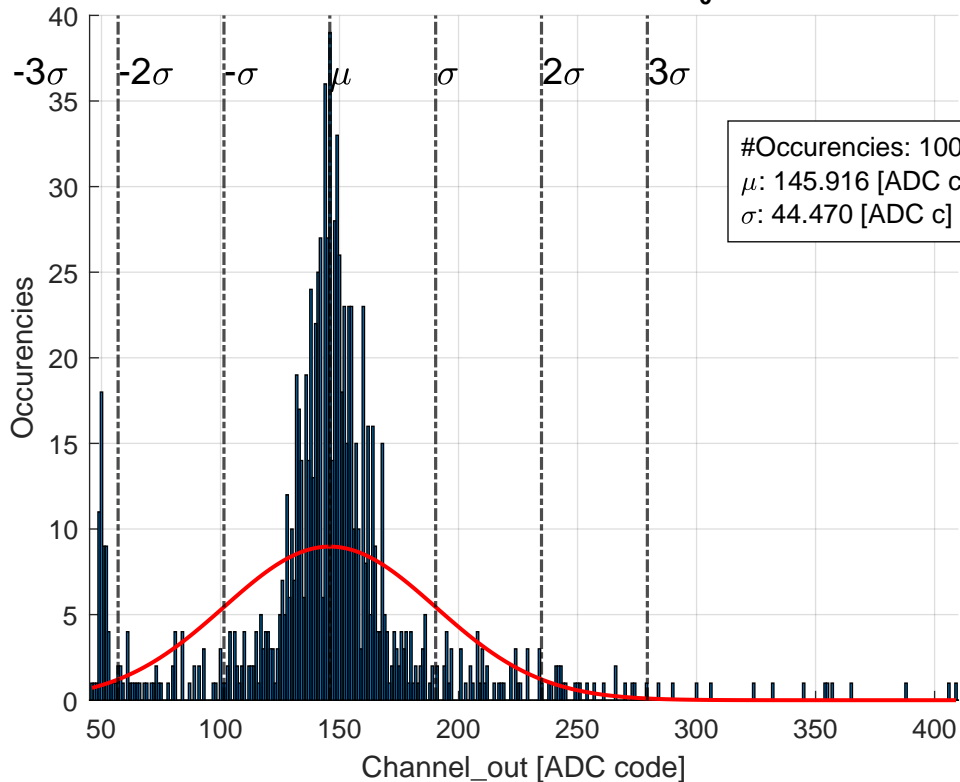 0
40
35
30
25
20
15
10
5
0
-3σ -2σ -σ μ σ 2σ 3σ
#Occurencies: 100
μ: 145.916 [ADC c
σ: 44.470 [ADC c]
Occurencies
50 100 150 200 250 300 350 400
Channel_out [ADC code]